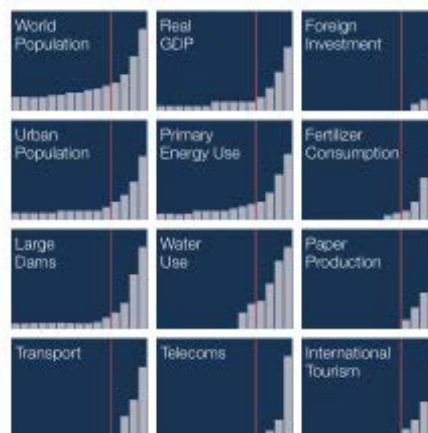 World
Population
Real
GDP
Foreign
Investment
Urban
Population
Primary
Energy Use
Fertilizer
Consumption
Large
Dams
Water
Use
Paper
Production
Transport
Telecoms
International
Tourism